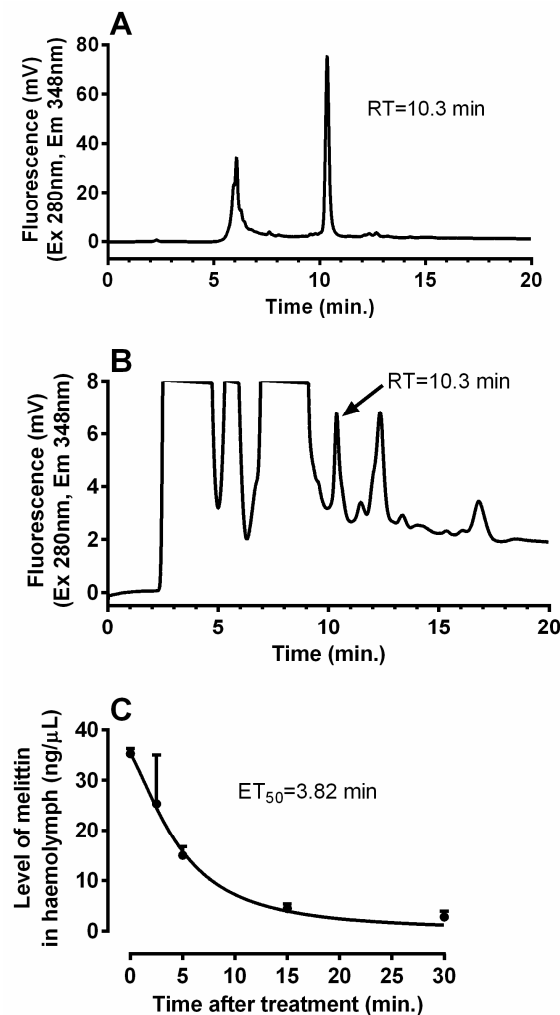 A
Fluorescence (mV)
(Ex 280nm, Em 348nm)
80
60
40
20
0
RT=10.3 min
0 5 10 15 20
Time (min.)
B
Fluorescence (mV)
(Ex 280nm, Em 348nm)
8
6
4
2
0
RT=10.3 min
0 5 10 15 20
Time (min.)
C
Level of melittin
in haemolymph (ng/μL)
40
30
20
10
0
ET50=3.82 min
0 5 10 15 20 25 30
Time after treatment (min.)